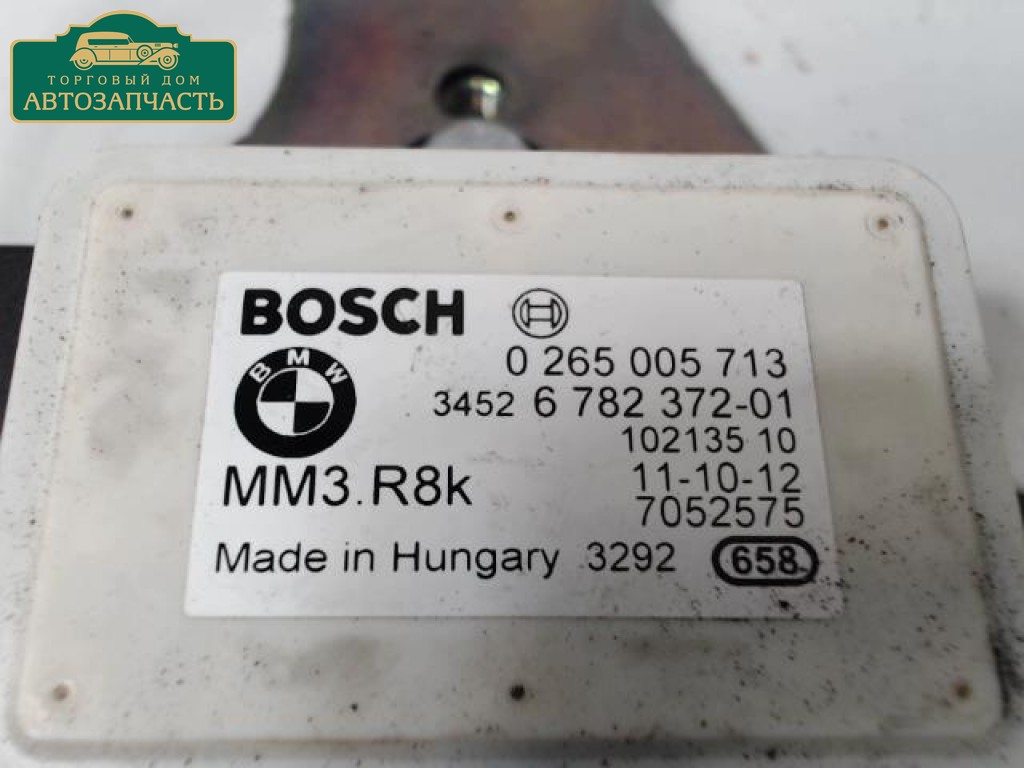 ТОРГОВЫЙ ДОМ
АВТОЗАПЧАСТЬ
BOSCH
0 265 005 713
BMW
3452 6 782 372-01
102135 10
MM3.R8k
11-10-12
7052575
Made in Hungary 3292 658